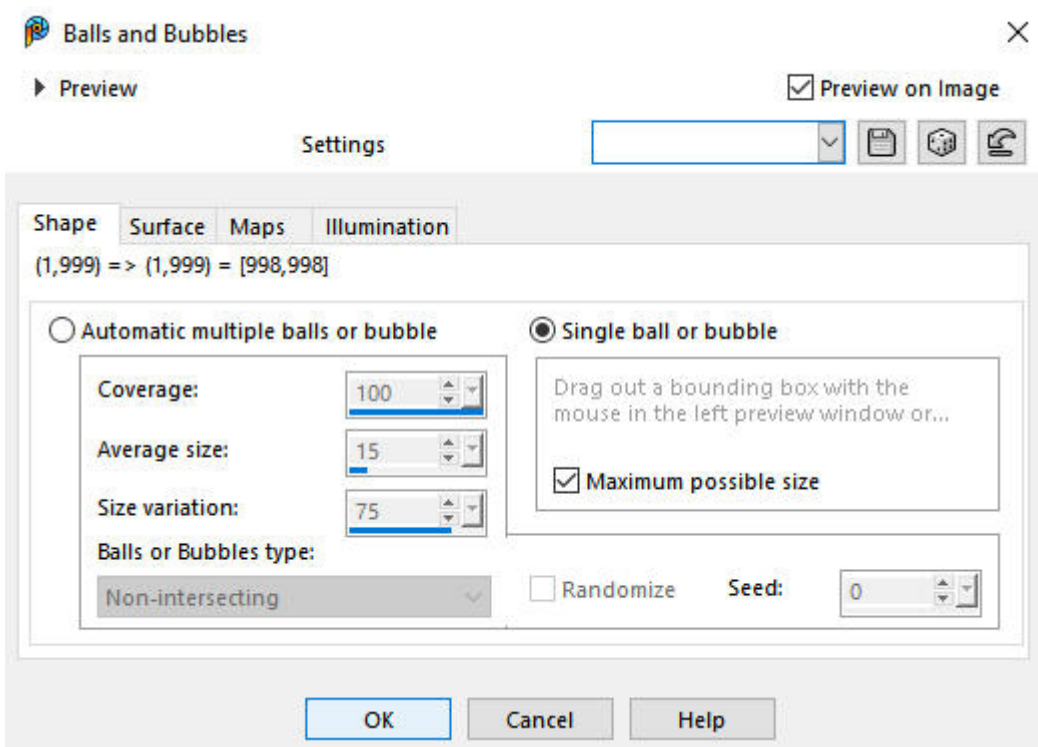 Balls and Bubbles
Preview
Preview on Image
Settings
Shape Surface Maps Illumination
(1,999) => (1,999) = [998,998]
Automatic multiple balls or bubble
Single ball or bubble
Coverage: 100
Drag out a bounding box with the
mouse in the left preview window or...
Average size: 15
Maximum possible size
Size variation: 75
Balls or Bubbles type:
Non-intersecting
Randomize Seed: 0
OK Cancel Help